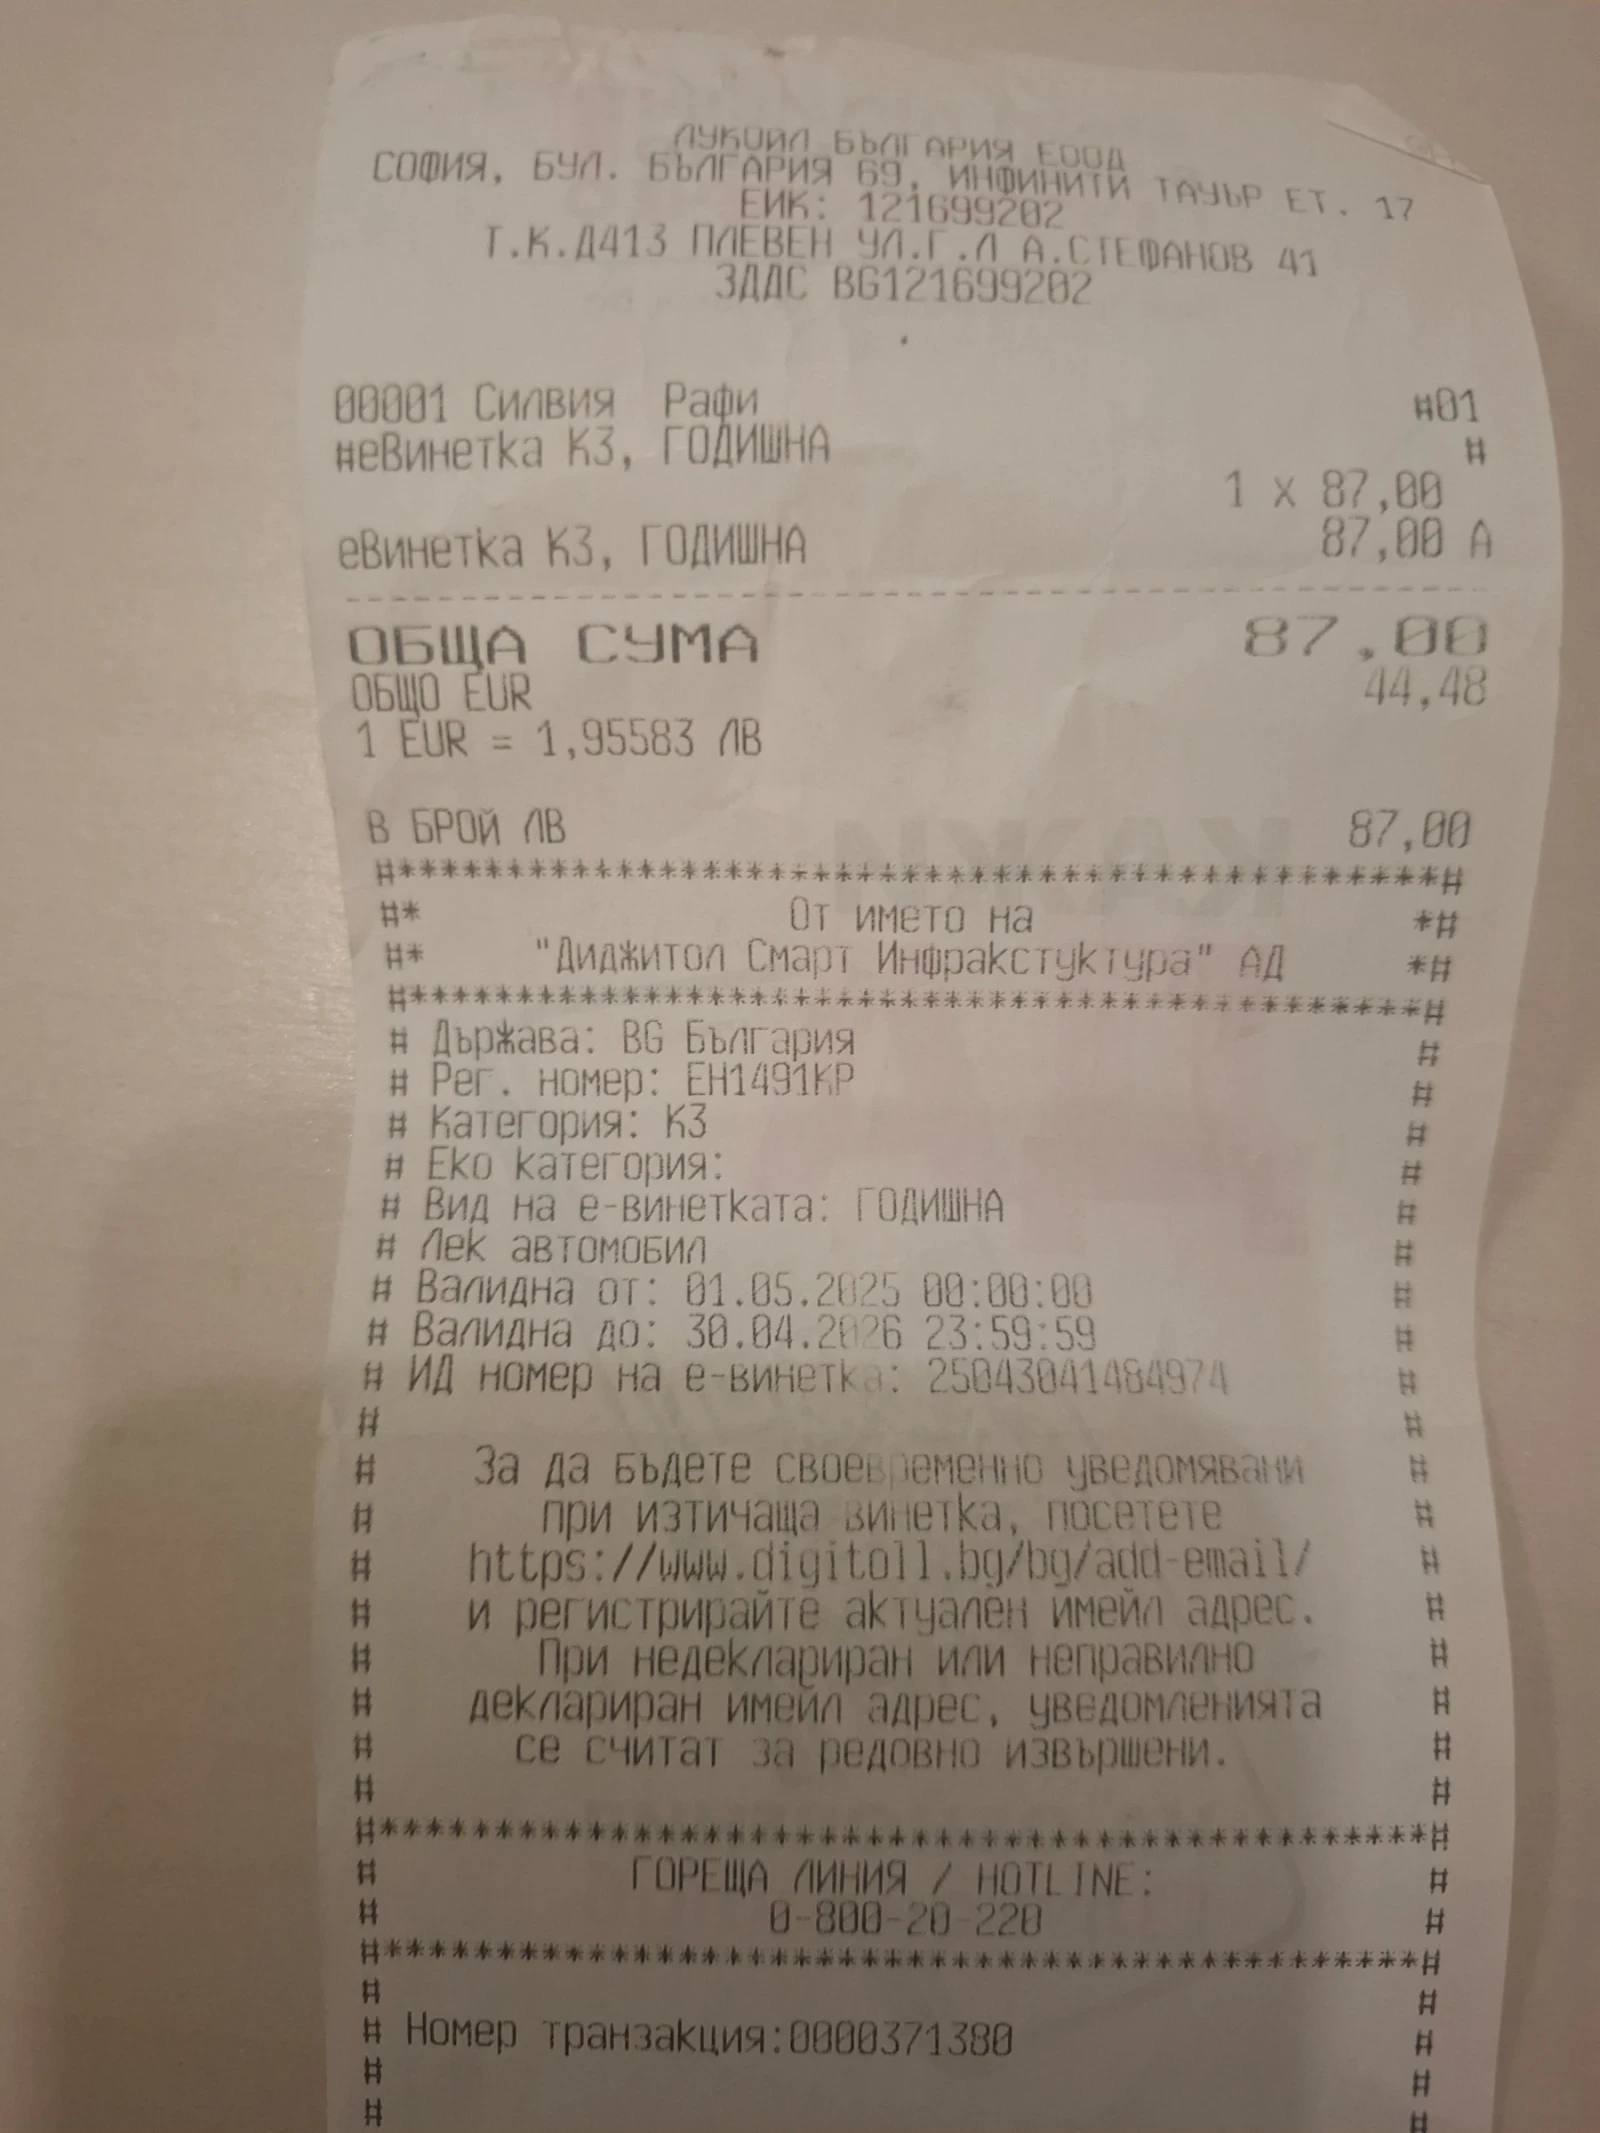 ЛУКОЙЛ БЪЛГАРИЯ ЕООД
СОФИЯ, БУЛ. БЪЛГАРИЯ 69, ИНФИНИТИ ТАУЪР ЕТ. 17
ЕИК: 121699202
Т.К.Д413 ПЛЕВЕН УЛ.Г.Л А.СТЕФАНОВ 41
ЗДДС BG121699202
00001 Силвия Рафи #01
#еВинетка К3, ГОДИШНА #
1 x 87,00
еВинетка К3, ГОДИШНА 87,00 А
ОБЩА СУМА 87,00
ОБЩО EUR 44,48
1 EUR = 1,95583 ЛВ
В БРОЙ ЛВ 87,00
#************************************************#
#* От името на *#
#* "Диджитол Смарт Инфракстуктура" АД *#
#************************************************#
# Държава: BG България #
# Рег. номер: ЕН1491КР #
# Категория: К3 #
# Еко категория: #
# Вид на е-винетката: ГОДИШНА #
# Лек автомобил #
# Валидна от: 01.05.2025 00:00:00 #
# Валидна до: 30.04.2026 23:59:59 #
# ИД номер на е-винетка: 25043041484974 #
# #
# За да бъдете своевременно уведомявани #
# при изтичаща винетка, посетете #
# https://www.digitoll.bg/bg/add-email/ #
# и регистрирайте актуален имейл адрес. #
# При недеклариран или неправилно #
# деклариран имейл адрес, уведомленията #
# се считат за редовно извършени. #
# #
#************************************************#
# ГОРЕЩА ЛИНИЯ / HOTLINE: #
# 0-800-20-220 #
#************************************************#
# #
# Номер транзакция:0000371380 #
# #
# #